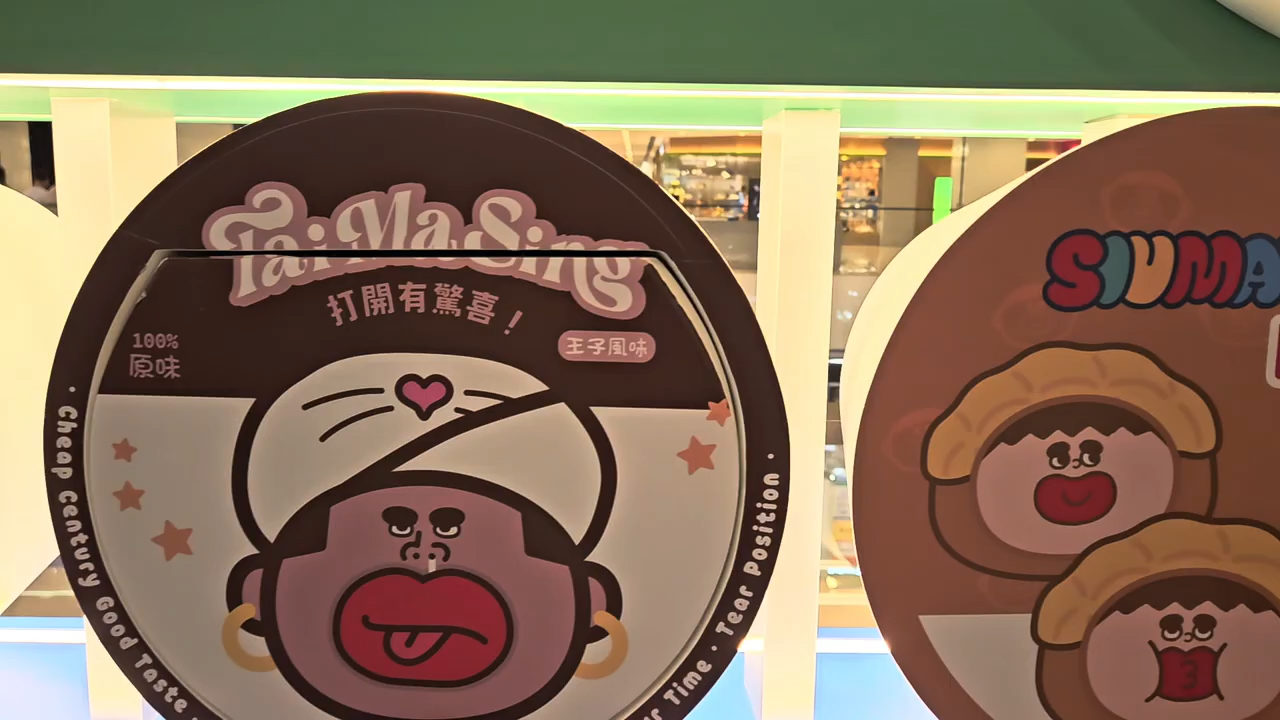 TaiMaSing
打開有驚喜！
100%
原味
王子風味
· Cheap Century Good Taste ·
Time · Tear Position ·
SIUMA
3